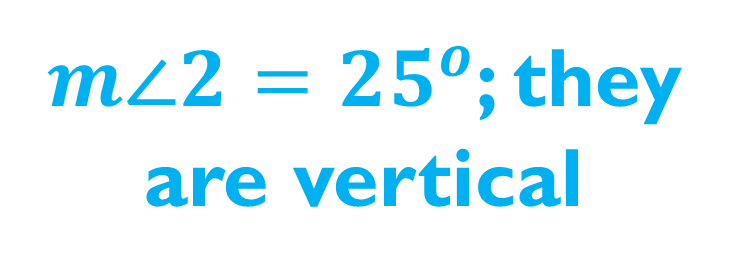 m∠2 = 25°; they
are vertical